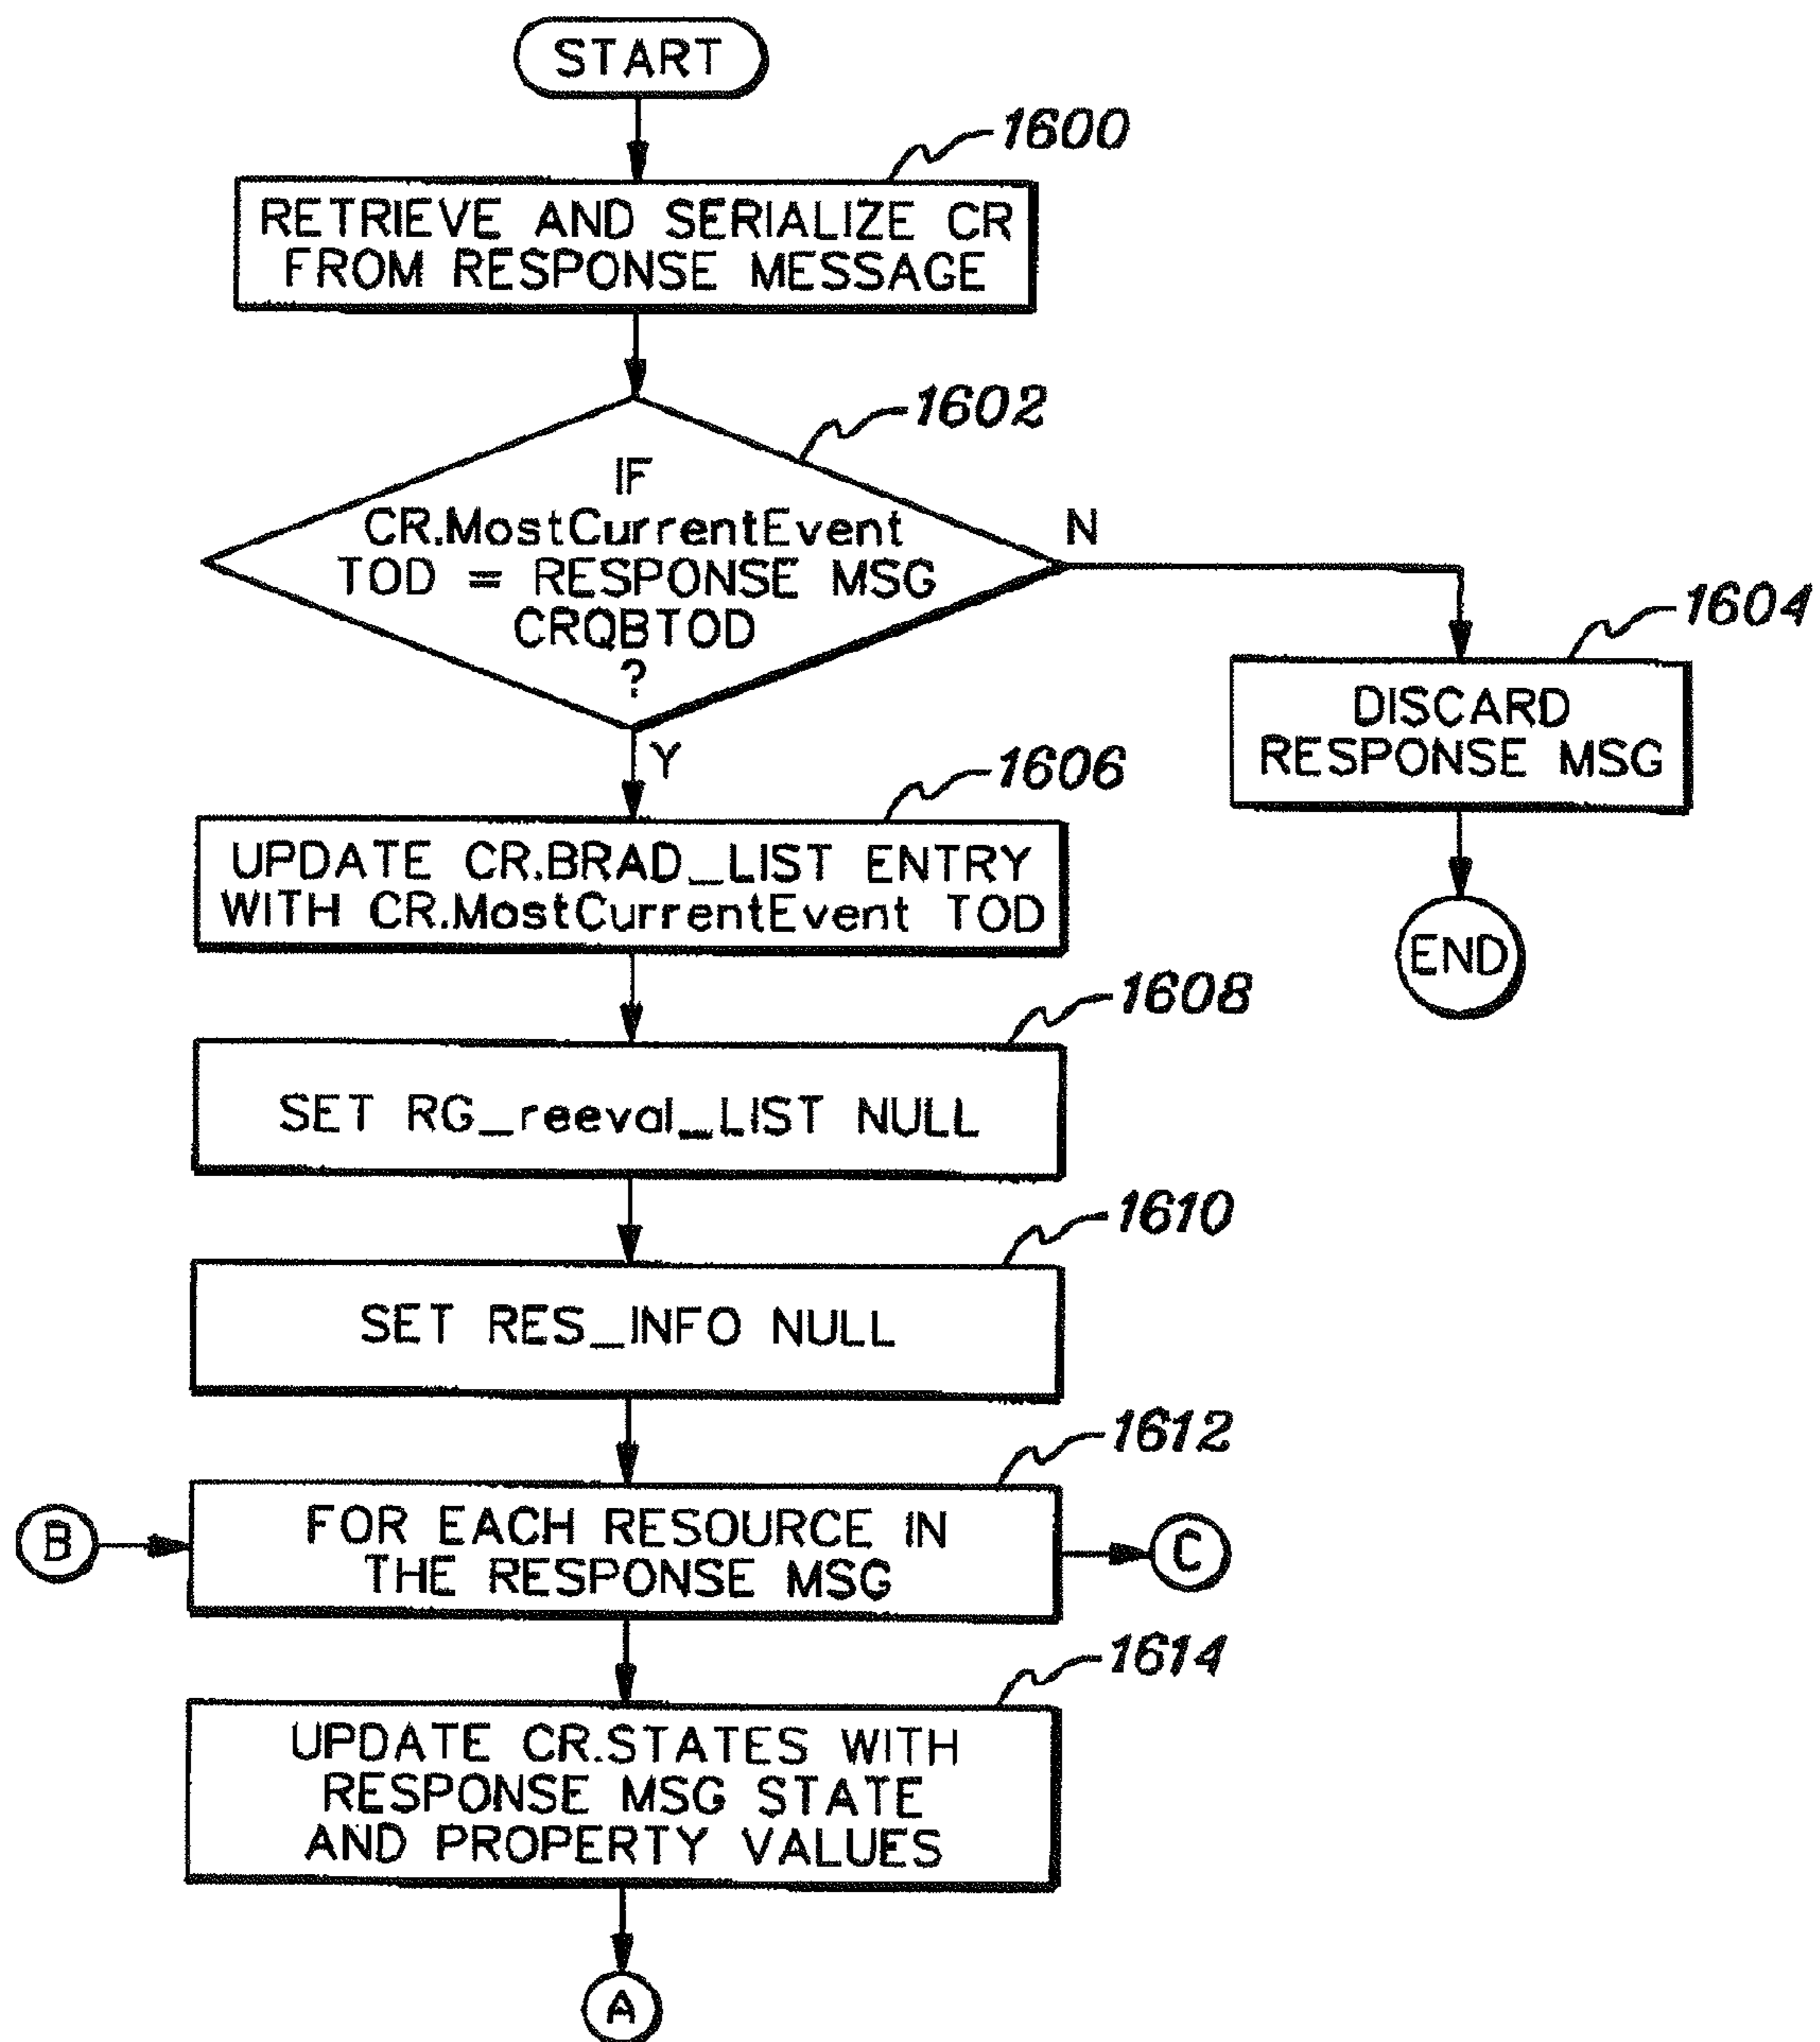 START
1600
RETRIEVE AND SERIALIZE CR
FROM RESPONSE MESSAGE
1602
IF
CR.MostCurrentEvent
TOD = RESPONSE MSG
CRQBTOD
?
N
Y
1604
DISCARD
RESPONSE MSG
END
1606
UPDATE CR.BRAD_LIST ENTRY
WITH CR.MostCurrentEvent TOD
1608
SET RG_reeval_LIST NULL
1610
SET RES_INFO NULL
1612
B
FOR EACH RESOURCE IN
THE RESPONSE MSG
C
1614
UPDATE CR.STATES WITH
RESPONSE MSG STATE
AND PROPERTY VALUES
A